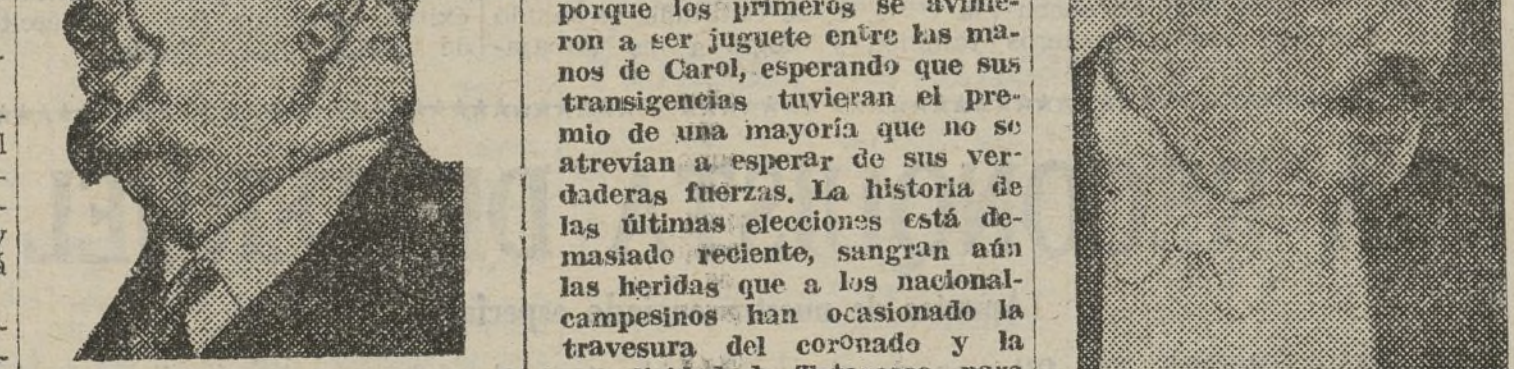 porque los primeros se avinie-
ron a ser juguete entre las ma-
nos de Carol, esperando que sus
transigencias tuvieran el pre-
mio de una mayoría que no se
atrevian a esperar de sus ver-
daderas fuerzas. La historia de
las últimas elecciones está de-
masiado reciente, sangran aún
las heridas que a los nacional-
campesinos han ocasionado la
travesura del coronado y la